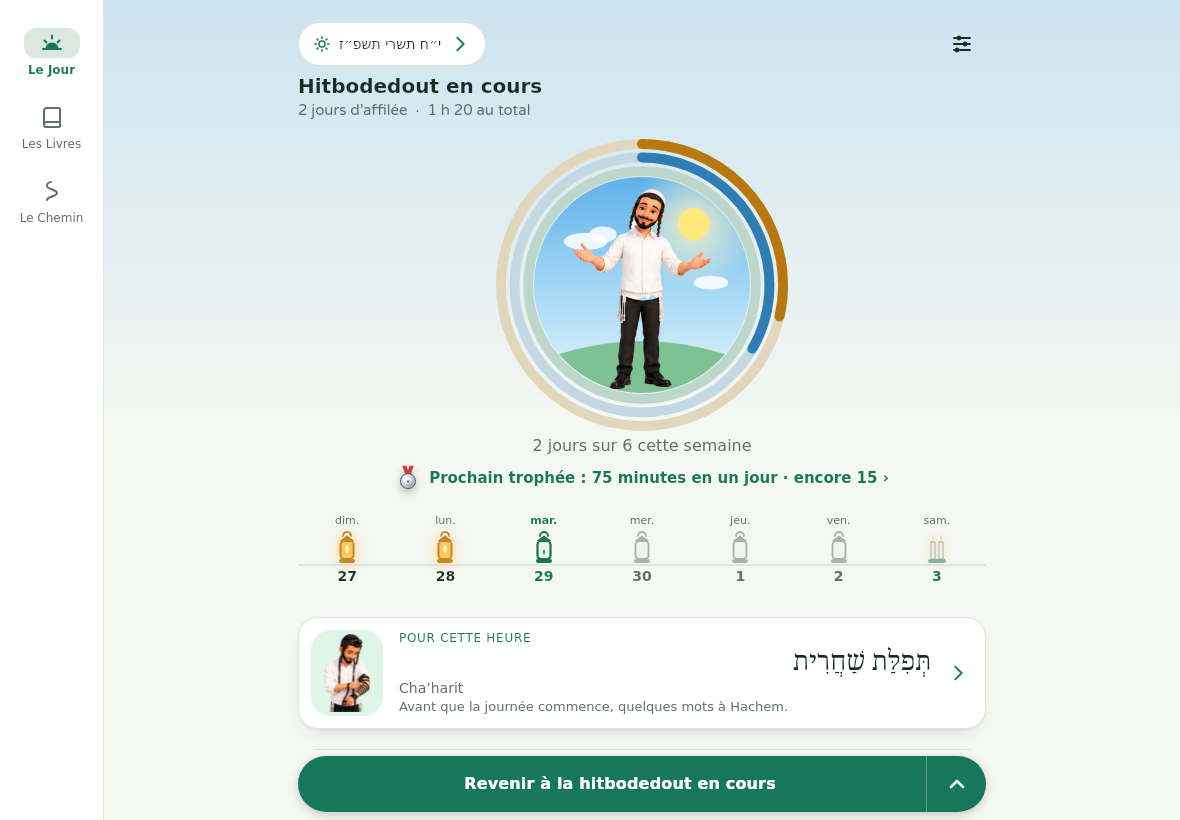 Le Jour
Les Livres
Le Chemin
י״ח תשרי תשפ״ז
Hitbodedout en cours
2 jours d’affilée · 1 h 20 au total
2 jours sur 6 cette semaine
Prochain trophée : 75 minutes en un jour · encore 15 ›
dim. lun. mar. mer. jeu. ven. sam.
27 28 29 30 1 2 3
POUR CETTE HEURE
תְּפִלַּת שַׁחֲרִית
Cha’harit
Avant que la journée commence, quelques mots à Hachem.
Revenir à la hitbodedout en cours